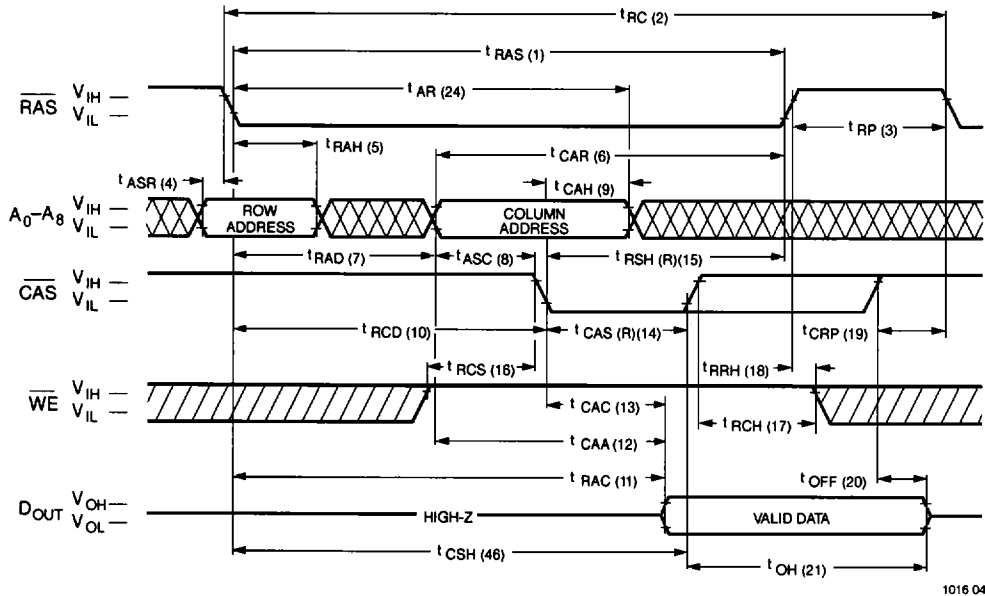 t RC (2)
t RAS (1)
t AR (24)
RAS
V IH
V IL
t RP (3)
t RAH (5)
t CAR (6)
t ASR (4)
t CAH (9)
A0–A8
V IH
V IL
ROW ADDRESS
COLUMN ADDRESS
t RAD (7)
t ASC (8)
t RSH (R)(15)
CAS
V IH
V IL
t RCD (10)
t CAS (R)(14)
t CRP (19)
t RCS (16)
t RRH (18)
WE
V IH
V IL
t CAC (13)
t RCH (17)
t CAA (12)
t RAC (11)
t OFF (20)
DOUT
V OH
V OL
HIGH-Z
VALID DATA
t CSH (46)
t OH (21)
1016 04